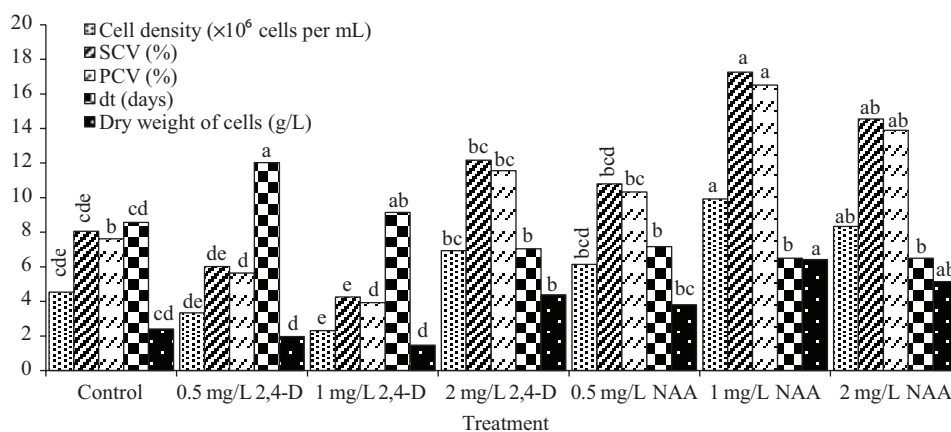 20
18
16
14
12
10
8
6
4
2
0
Cell density (×10⁶ cells per mL)
SCV (%)
PCV (%)
dt (days)
Dry weight of cells (g/L)
cde
cde
b
cd
cd
de
de
d
a
d
e
e
d
ab
d
bc
bc
bc
b
b
bcd
bcd
bc
b
bc
a
a
a
b
a
ab
ab
ab
b
ab
Control
0.5 mg/L 2,4-D
1 mg/L 2,4-D
2 mg/L 2,4-D
0.5 mg/L NAA
1 mg/L NAA
2 mg/L NAA
Treatment